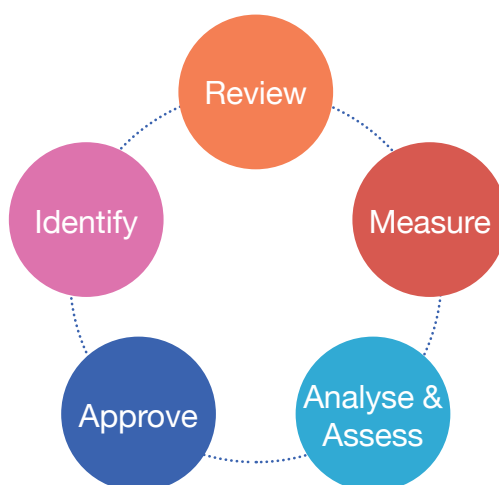 Review
Identify
Measure
Approve
Analyse &
Assess